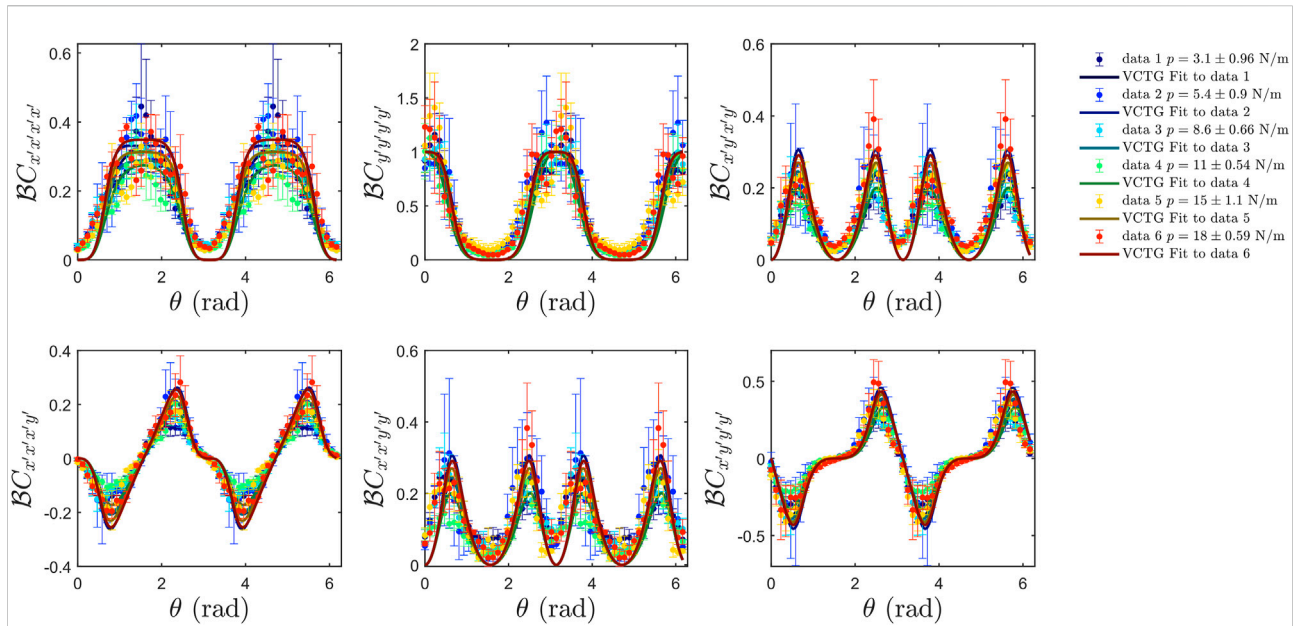 0.6
0.4
0.2
0
0 2 4 6
θ (rad)
ℬC_{x'x'x'x'}
2
1.5
1
0.5
0
0 2 4 6
θ (rad)
ℬC_{y'y'y'y'}
0.6
0.4
0.2
0
0 2 4 6
θ (rad)
ℬC_{x'y'x'y'}
data 1 p = 3.1 ± 0.96 N/m
VCTG Fit to data 1
data 2 p = 5.4 ± 0.9 N/m
VCTG Fit to data 2
data 3 p = 8.6 ± 0.66 N/m
VCTG Fit to data 3
data 4 p = 11 ± 0.54 N/m
VCTG Fit to data 4
data 5 p = 15 ± 1.1 N/m
VCTG Fit to data 5
data 6 p = 18 ± 0.59 N/m
VCTG Fit to data 6
0.4
0.2
0
-0.2
-0.4
0 2 4 6
θ (rad)
ℬC_{x'x'x'y'}
0.6
0.4
0.2
0
0 2 4 6
θ (rad)
ℬC_{x'x'y'y'}
0.5
0
-0.5
0 2 4 6
θ (rad)
ℬC_{x'y'y'y'}